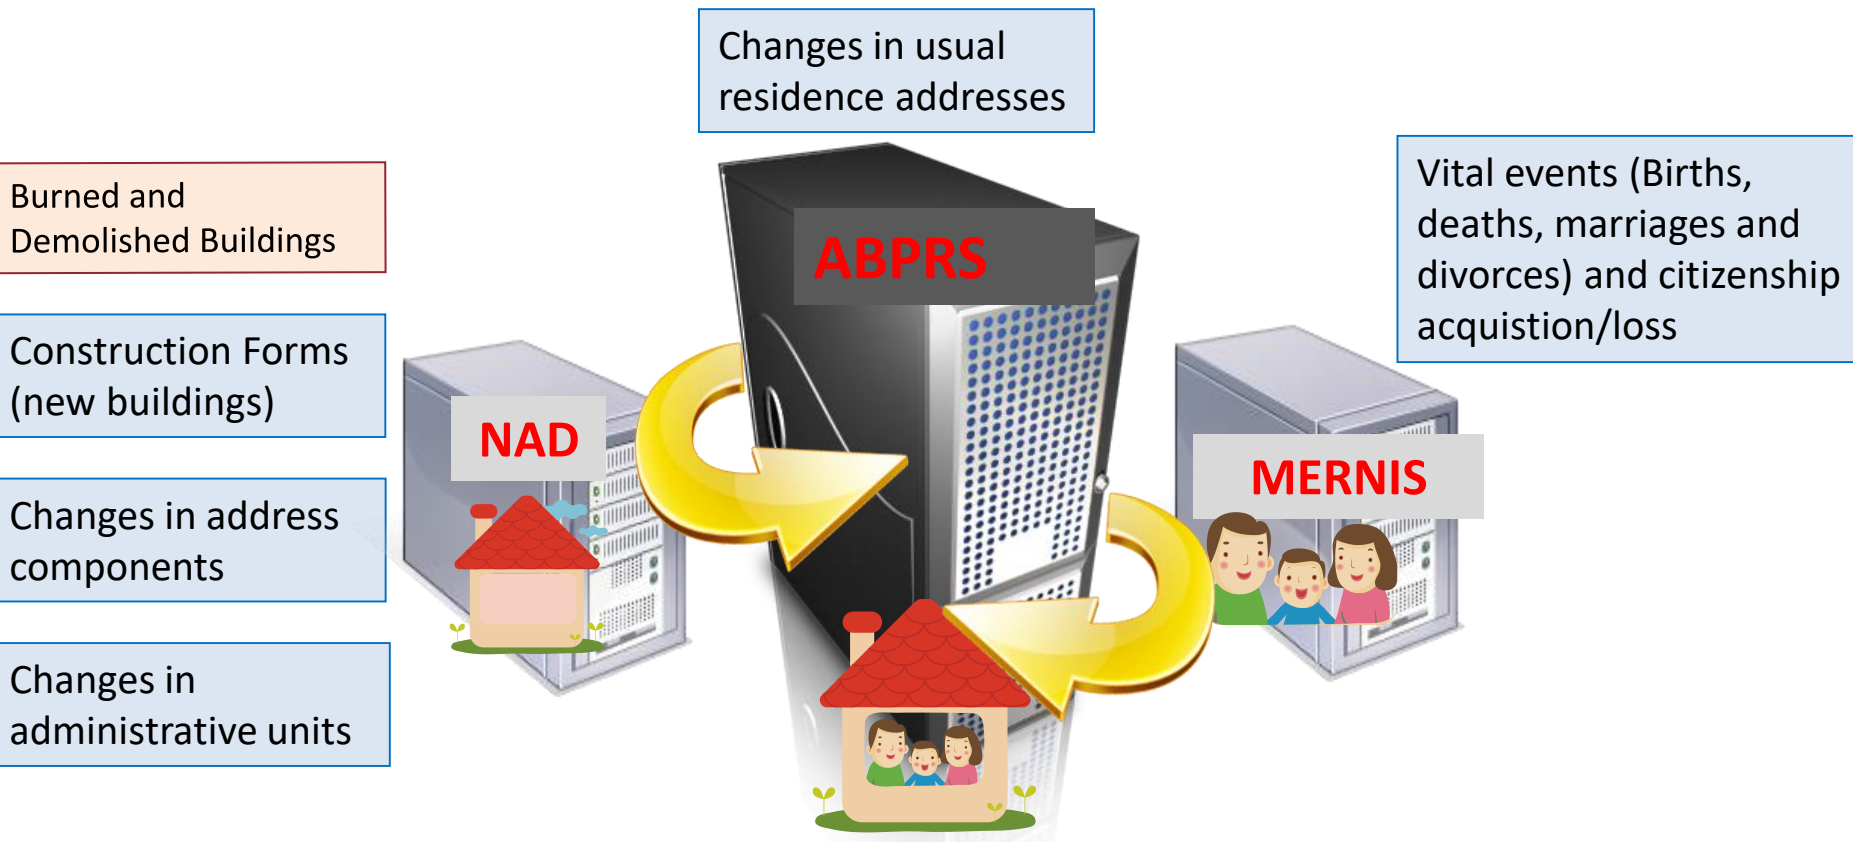 Changes in usual
residence addresses
Burned and
Demolished Buildings
Construction Forms
(new buildings)
Changes in address
components
Changes in
administrative units
NAD
ABPRS
MERNIS
Vital events (Births,
deaths, marriages and
divorces) and citizenship
acquistion/loss